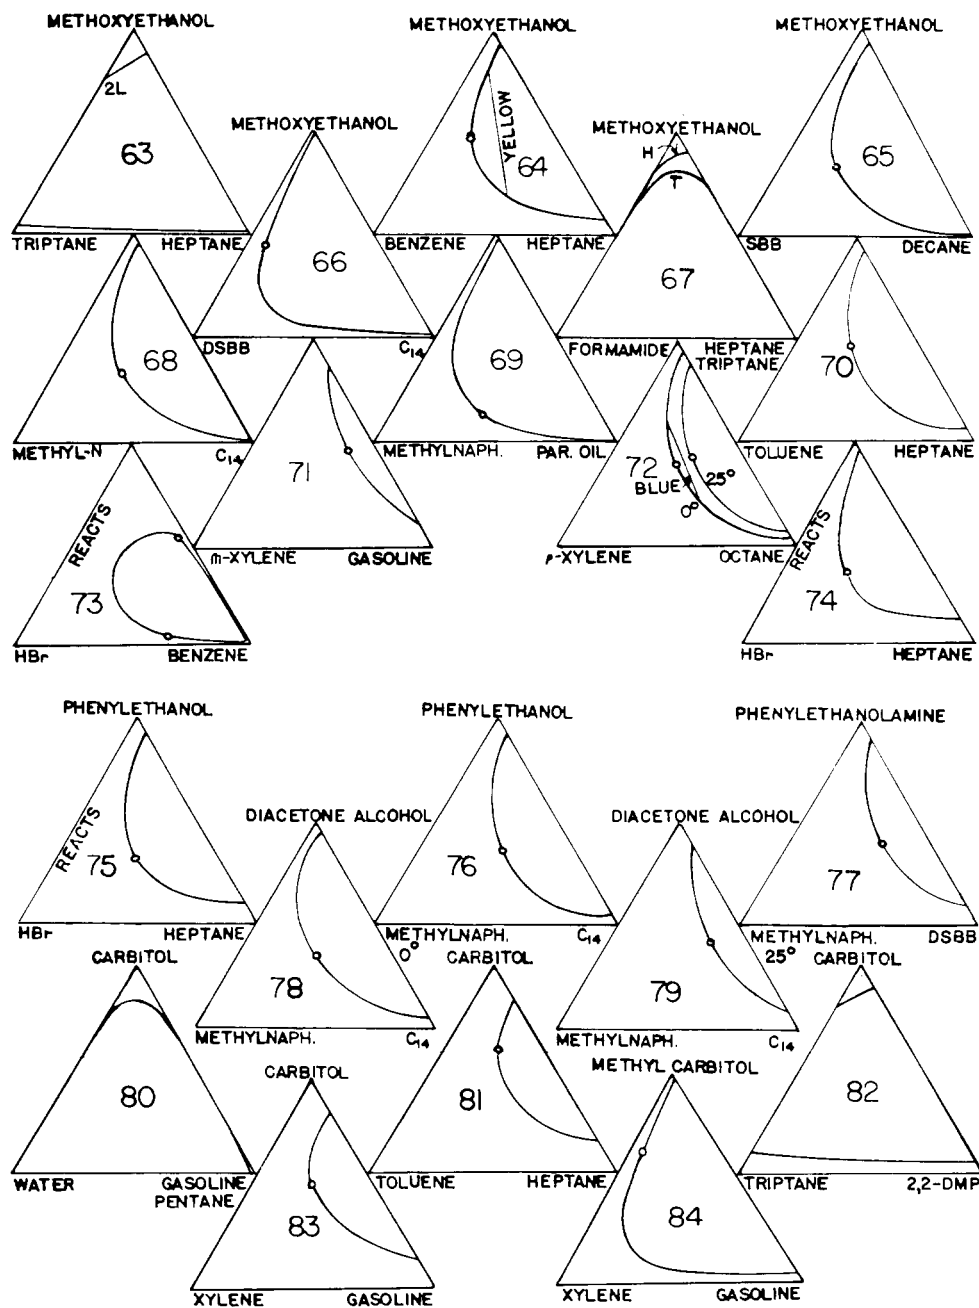 METHOXYETHANOL
METHOXYETHANOL
METHOXYETHANOL
2L
63
METHOXYETHANOL
YELLOW
64
METHOXYETHANOL
H
T
65
TRIPTANE HEPTANE
BENZENE HEPTANE
SBB DECANE
66
67
68
DSBB C14
69
FORMAMIDE HEPTANE
TRIPTANE
70
METHYL-N C14
71
METHYLNAPH. PAR. OIL
72
BLUE
25°
0°
TOLUENE HEPTANE
REACTS
73
m-XYLENE GASOLINE
p-XYLENE OCTANE
REACTS
74
HBr BENZENE
HBr HEPTANE
PHENYLETHANOL
PHENYLETHANOL
PHENYLETHANOLAMINE
REACTS
75
DIACETONE ALCOHOL
76
DIACETONE ALCOHOL
77
HBr HEPTANE
METHYLNAPH. C14
METHYLNAPH. DSBB
CARBITOL
78
0°
CARBITOL
79
25°
CARBITOL
METHYLNAPH. C14
METHYLNAPH. C14
80
CARBITOL
81
METHYL CARBITOL
82
WATER GASOLINE
PENTANE
TOLUENE HEPTANE
TRIPTANE 2,2-DMP
83
84
XYLENE GASOLINE
XYLENE GASOLINE